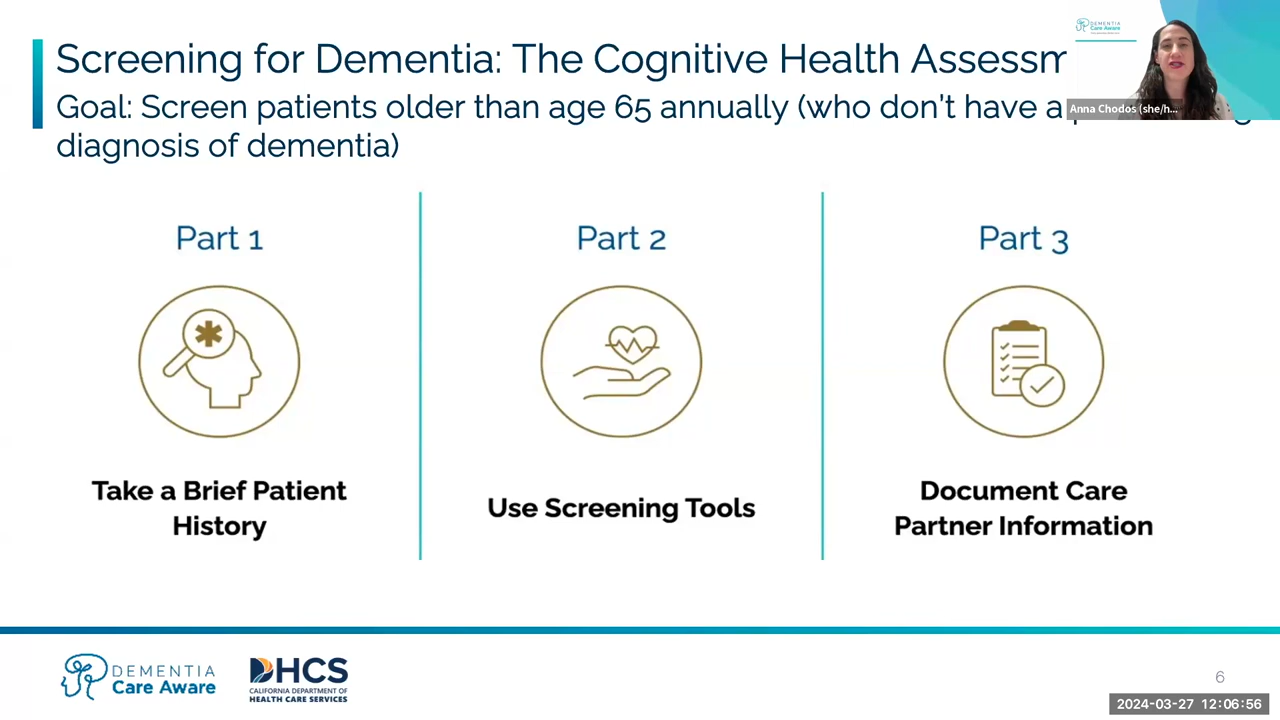 Screening for Dementia: The Cognitive Health Assessm
Goal: Screen patients older than age 65 annually (who don't have a
diagnosis of dementia)
DEMENTIA
Care Aware
Anna Chodos (she/h...
Part 1
Part 2
Part 3
Take a Brief Patient
History
Use Screening Tools
Document Care
Partner Information
DEMENTIA
Care Aware
DHCS
CALIFORNIA DEPARTMENT OF
HEALTH CARE SERVICES
6
2024-03-27 12:06:56